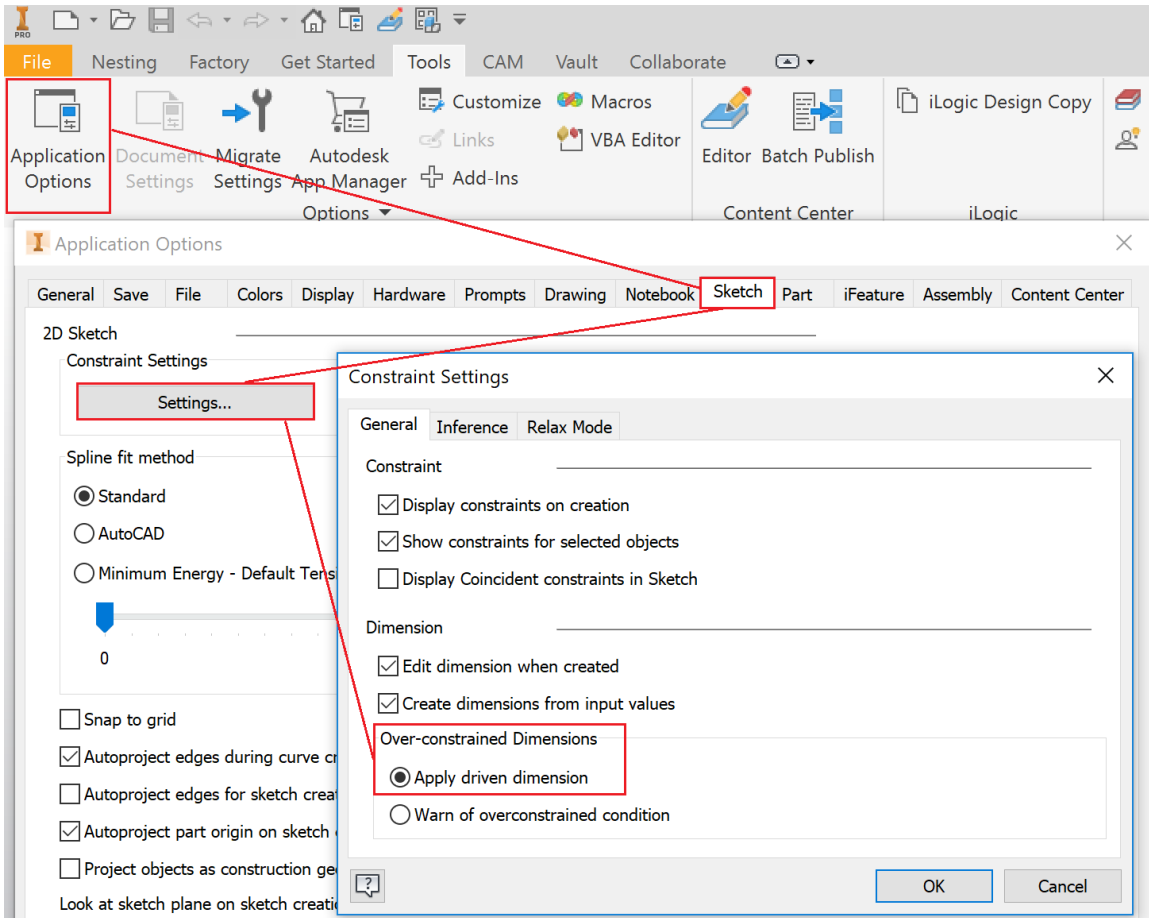 PRO
File Nesting Factory Get Started Tools CAM Vault Collaborate
Application Options
Document Settings
Migrate Settings
Autodesk App Manager
Customize
Links
Add-Ins
Macros
VBA Editor
Editor
Batch Publish
iLogic Design Copy
Options
Content Center
iLogic
Application Options
General Save File Colors Display Hardware Prompts Drawing Notebook Sketch Part iFeature Assembly Content Center
2D Sketch
Constraint Settings
Settings...
Spline fit method
Standard
AutoCAD
Minimum Energy - Default Tensi
0
Snap to grid
Autoproject edges during curve cr
Autoproject edges for sketch creat
Autoproject part origin on sketch
Project objects as construction ge
Look at sketch plane on sketch creati
Constraint Settings
General Inference Relax Mode
Constraint
Display constraints on creation
Show constraints for selected objects
Display Coincident constraints in Sketch
Dimension
Edit dimension when created
Create dimensions from input values
Over-constrained Dimensions
Apply driven dimension
Warn of overconstrained condition
?
OK Cancel